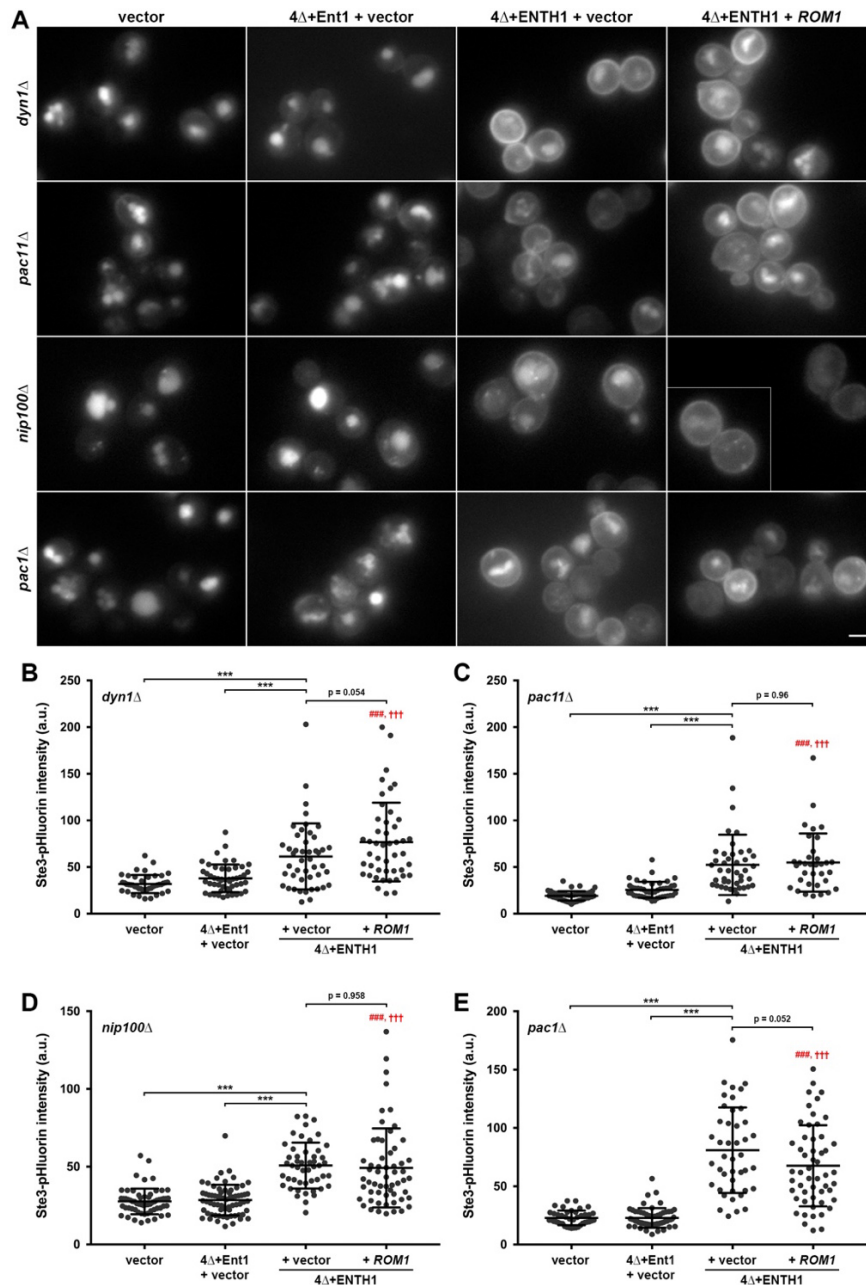 A
vector
4Δ+Ent1 + vector
4Δ+ENTH1 + vector
4Δ+ENTH1 + ROM1
dyn1Δ
pac11Δ
nip100Δ
pac1Δ
B
dyn1Δ
Ste3-pHluorin intensity (a.u.)
250
200
150
100
50
0
***
***
p = 0.054
###, †††
vector
4Δ+Ent1
+ vector
+ vector
+ ROM1
4Δ+ENTH1
C
pac11Δ
Ste3-pHluorin intensity (a.u.)
250
200
150
100
50
0
***
***
p = 0.96
###, †††
vector
4Δ+Ent1
+ vector
+ vector
+ ROM1
4Δ+ENTH1
D
nip100Δ
Ste3-pHluorin intensity (a.u.)
150
100
50
0
***
***
p = 0.958
###, †††
vector
4Δ+Ent1
+ vector
+ vector
+ ROM1
4Δ+ENTH1
E
pac1Δ
Ste3-pHluorin intensity (a.u.)
200
150
100
50
0
***
***
p = 0.052
###, †††
vector
4Δ+Ent1
+ vector
+ vector
+ ROM1
4Δ+ENTH1